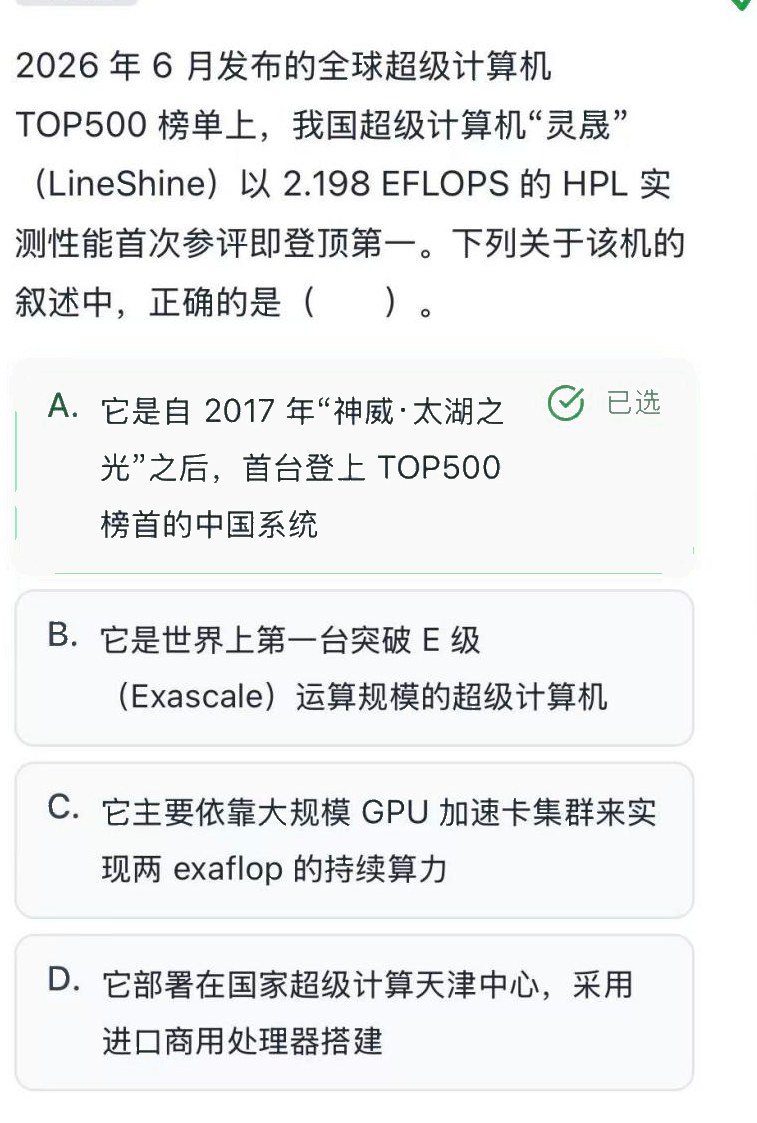 2026 年 6 月发布的全球超级计算机
TOP500 榜单上，我国超级计算机“灵晟”
（LineShine）以 2.198 EFLOPS 的 HPL 实
测性能首次参评即登顶第一。下列关于该机的
叙述中，正确的是（　　）。
A. 它是自 2017 年“神威·太湖之 已选
光”之后，首台登上 TOP500
榜首的中国系统
B. 它是世界上第一台突破 E 级
（Exascale）运算规模的超级计算机
C. 它主要依靠大规模 GPU 加速卡集群来实
现两 exaflop 的持续算力
D. 它部署在国家超级计算天津中心，采用
进口商用处理器搭建